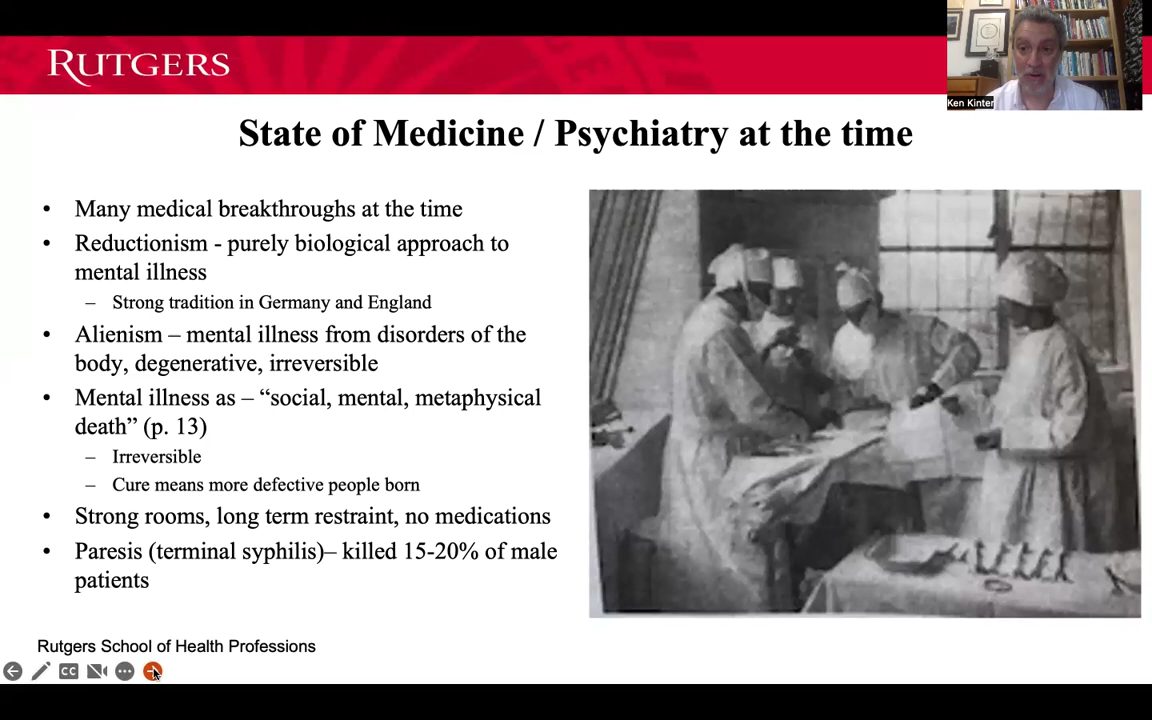 RUTGERS
Ken Kinter
State of Medicine / Psychiatry at the time
• Many medical breakthroughs at the time
• Reductionism - purely biological approach to
mental illness
– Strong tradition in Germany and England
• Alienism – mental illness from disorders of the
body, degenerative, irreversible
• Mental illness as – “social, mental, metaphysical
death” (p. 13)
– Irreversible
– Cure means more defective people born
• Strong rooms, long term restraint, no medications
• Paresis (terminal syphilis)– killed 15-20% of male
patients
Rutgers School of Health Professions
CC